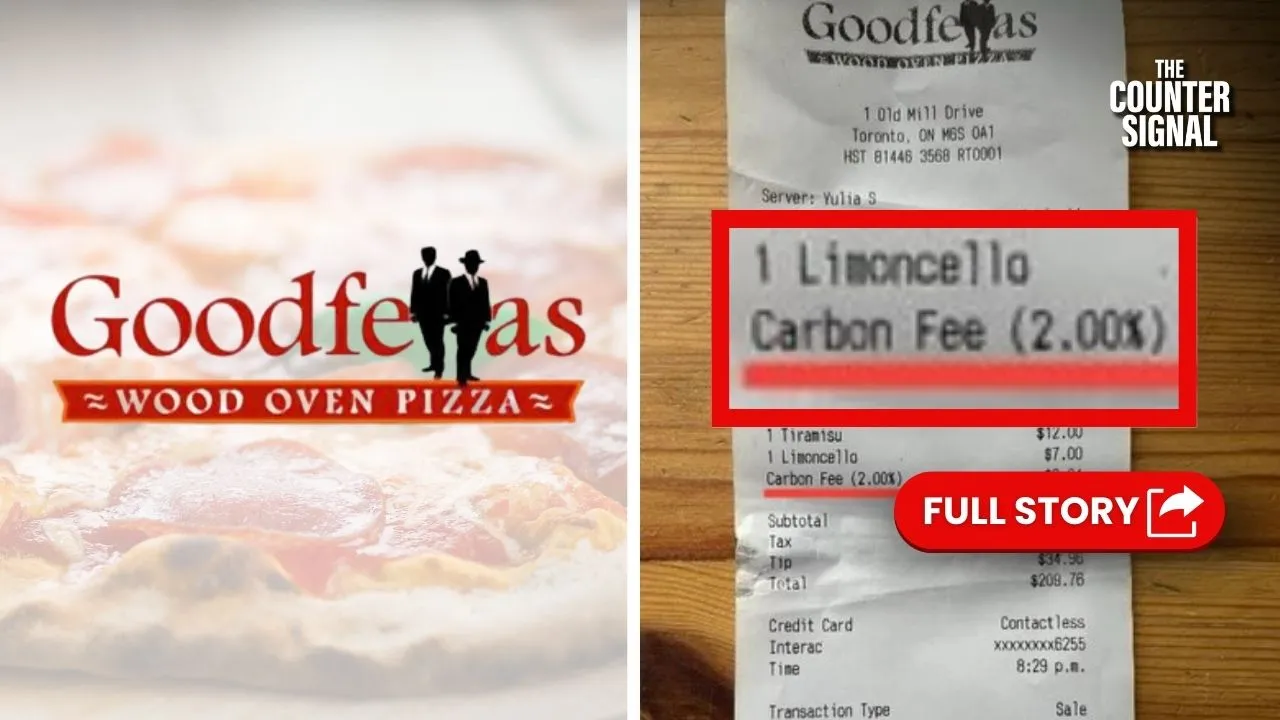 Goodfellas
≈WOOD OVEN PIZZA≈
Goodfellas
≈WOOD OVEN PIZZA≈
1 Old Mill Drive
Toronto, ON M6S 0A1
HST 81446 3568 RT0001
Server: Yulia S
1 Limoncello
Carbon Fee (2.00%)
1 Tiramisu $12.00
1 Limoncello $7.00
Carbon Fee (2.00%)
Subtotal
Tax
Tip $34.96
Total $209.76
Credit Card Contactless
Interac xxxxxxxx6255
Time 8:29 p.m.
Transaction Type Sale
THE
COUNTER
SIGNAL
FULL STORY